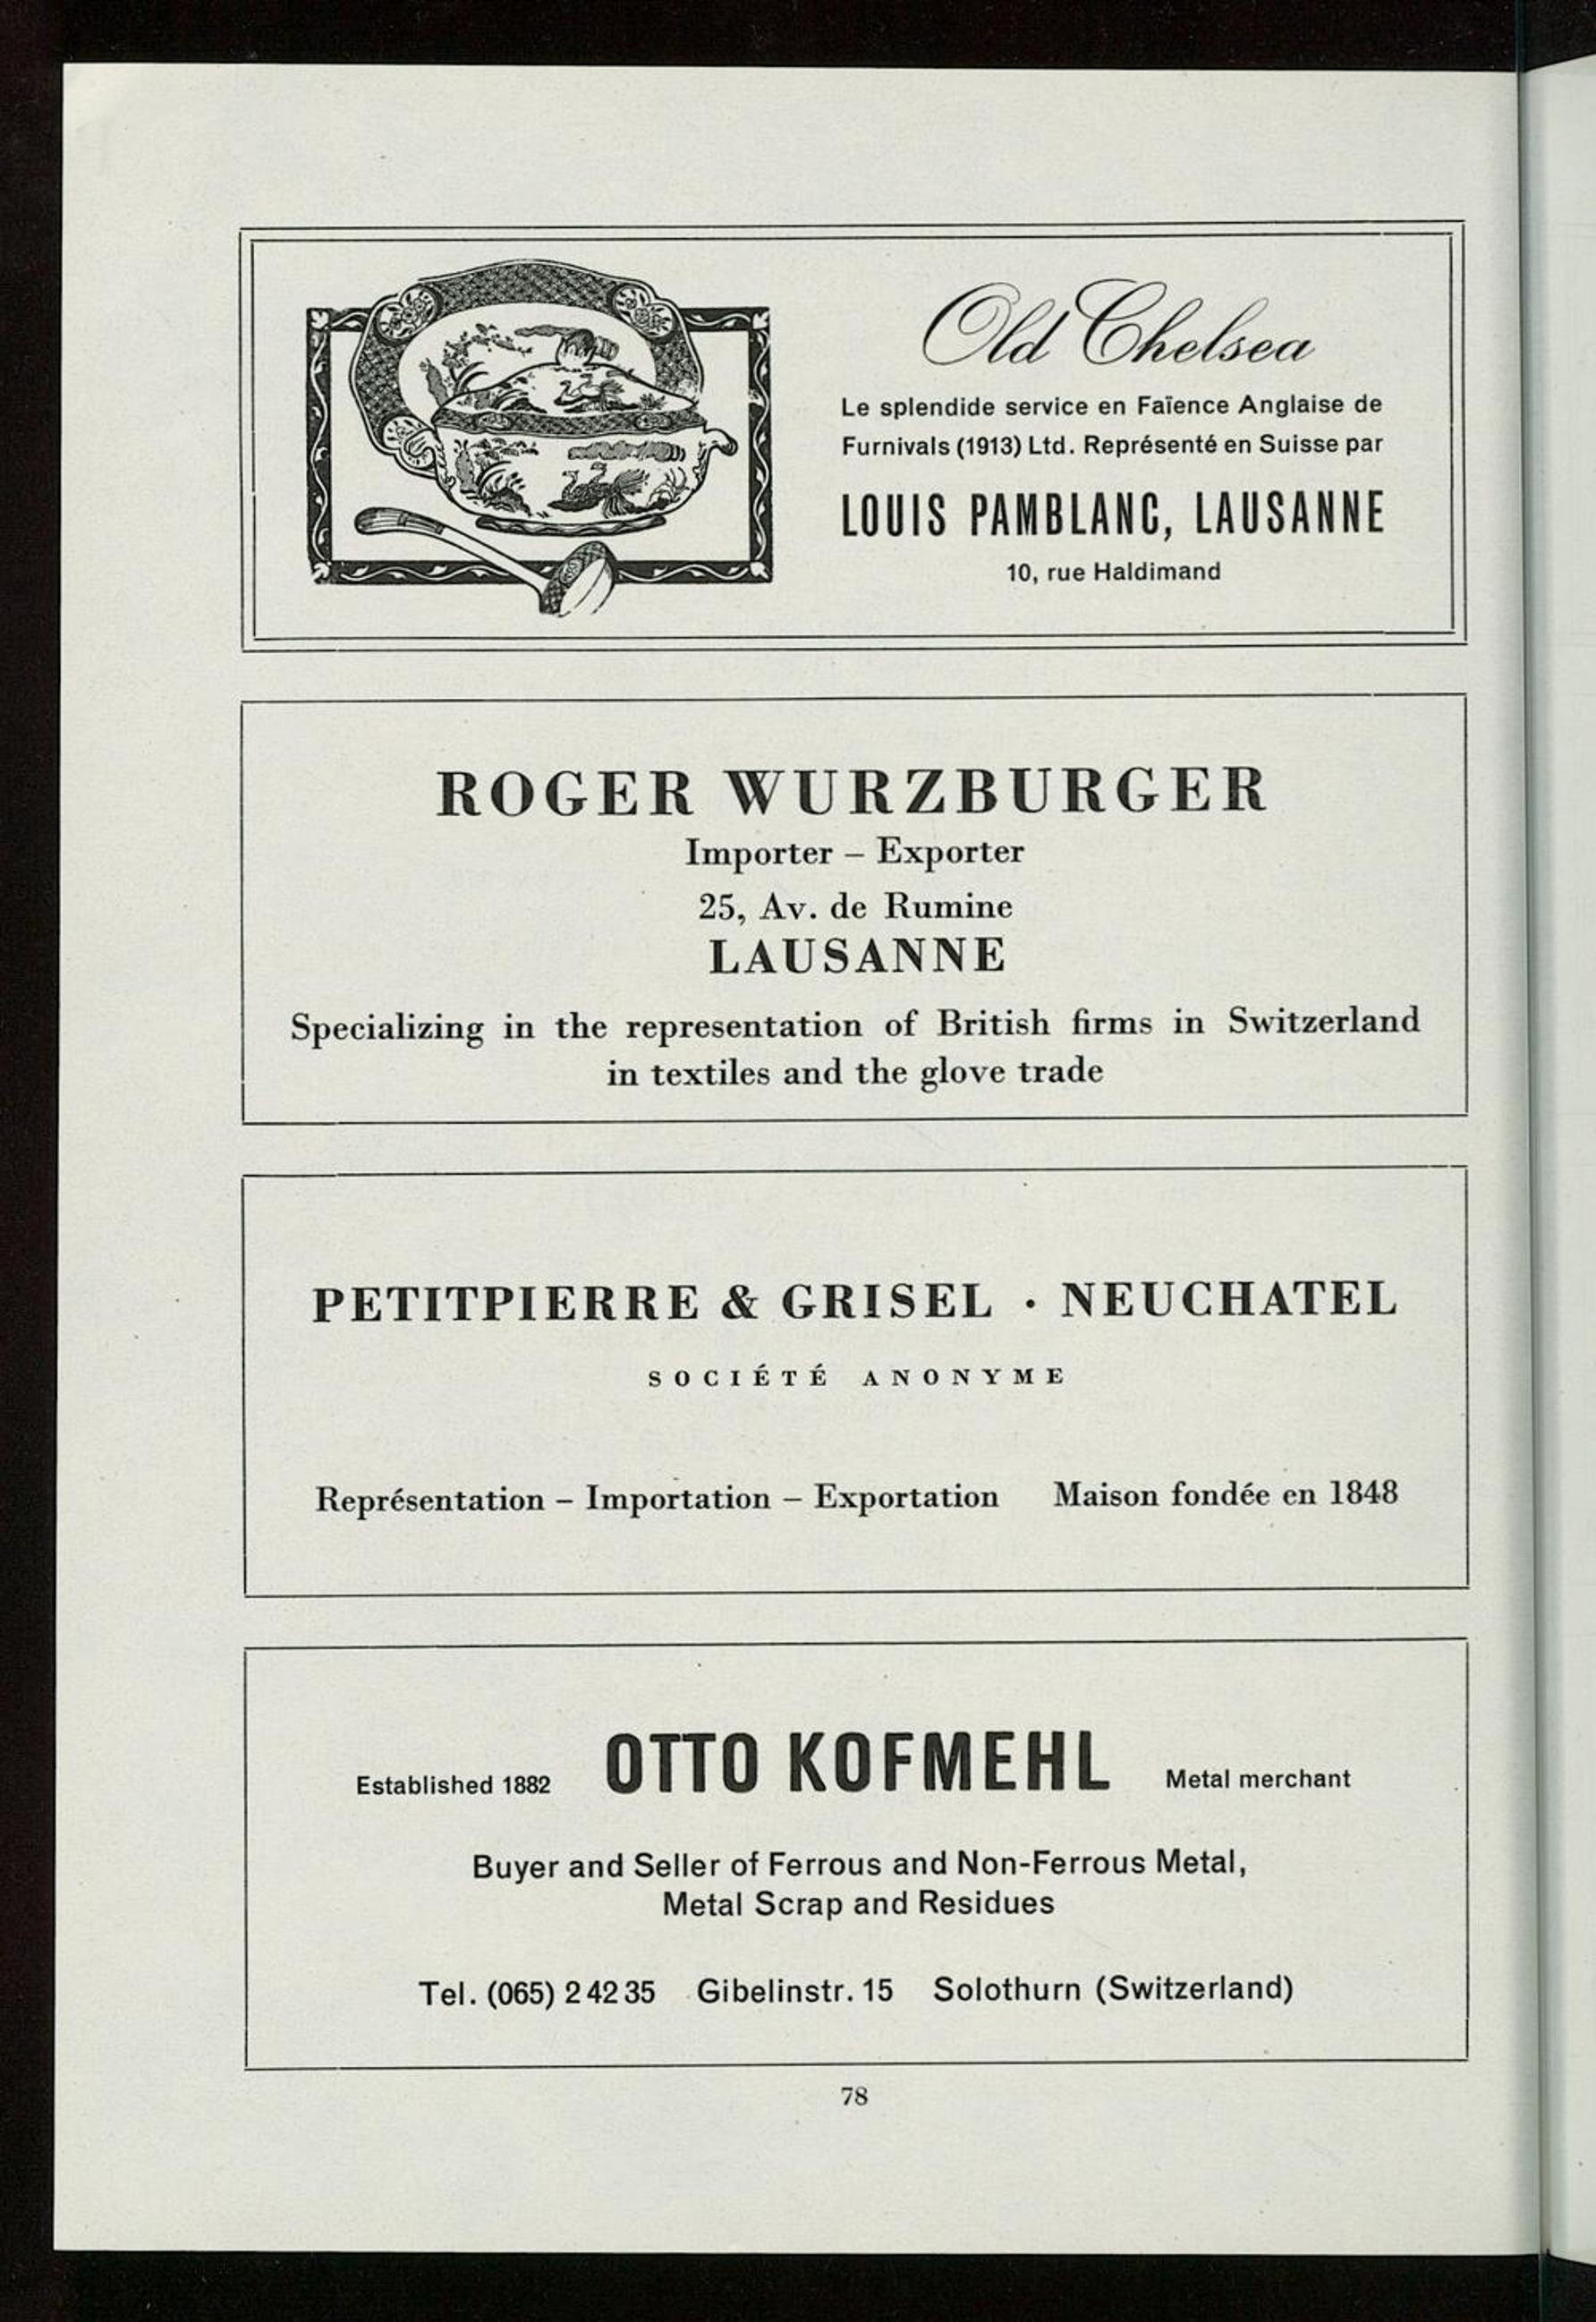 Old Chelsea
Le splendide service en Faïence Anglaise de
Furnivals (1913) Ltd. Représenté en Suisse par
LOUIS PAMBLANC, LAUSANNE
10, rue Haldimand
ROGER WURZBURGER
Importer – Exporter
25, Av. de Rumine
LAUSANNE
Specializing in the representation of British firms in Switzerland
in textiles and the glove trade
PETITPIERRE & GRISEL · NEUCHATEL
SOCIÉTÉ ANONYME
Représentation – Importation – Exportation Maison fondée en 1848
Established 1882 OTTO KOFMEHL Metal merchant
Buyer and Seller of Ferrous and Non-Ferrous Metal,
Metal Scrap and Residues
Tel. (065) 2 42 35 Gibelinstr. 15 Solothurn (Switzerland)
78